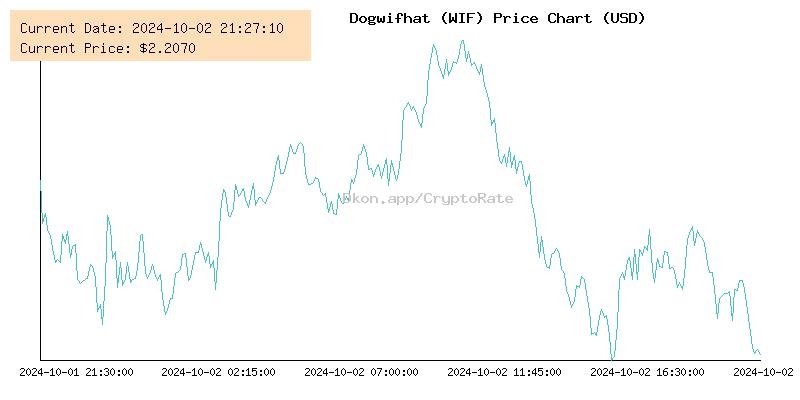 Dogwifhat (WIF) Price Chart (USD)
Current Date: 2024-10-02 21:27:10
Current Price: $2.2070
Dkon.app/CryptoRate
2024-10-01 21:30:00 2024-10-02 02:15:00 2024-10-02 07:00:00 2024-10-02 11:45:00 2024-10-02 16:30:00 2024-10-02